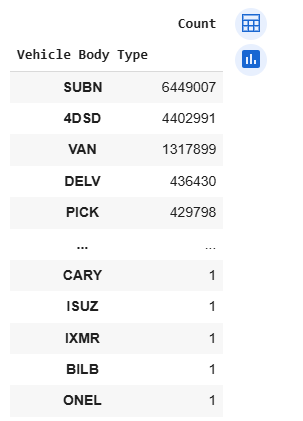 Count
Vehicle Body Type
SUBN 6449007
4DSD 4402991
VAN 1317899
DELV 436430
PICK 429798
... ...
CARY 1
ISUZ 1
IXMR 1
BILB 1
ONEL 1